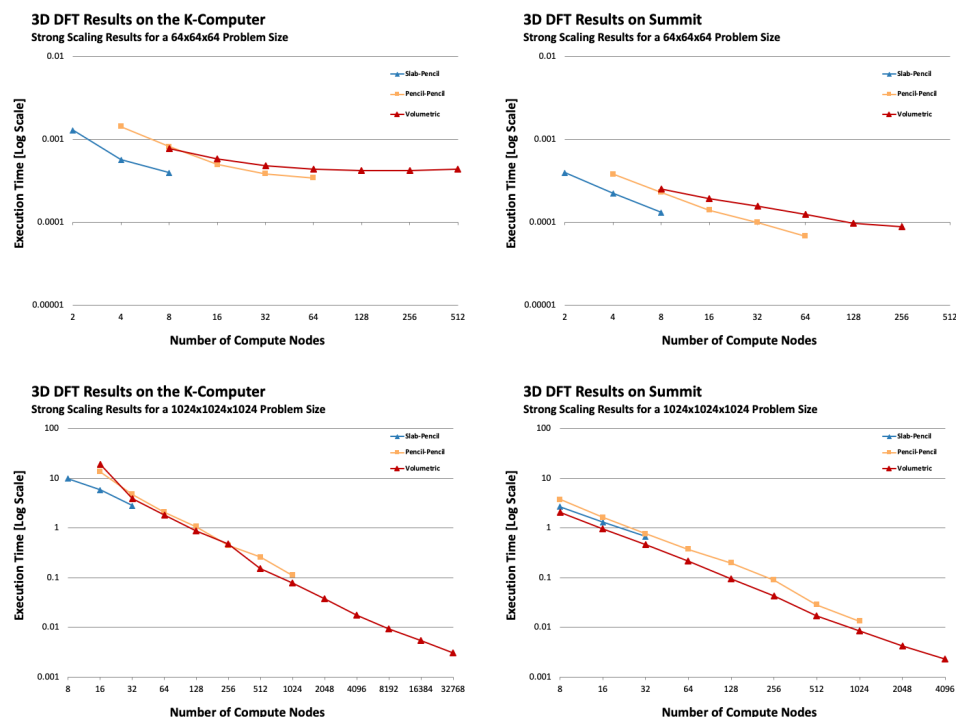 3D DFT Results on the K-Computer
Strong Scaling Results for a 64x64x64 Problem Size
0.01
0.001
0.0001
0.00001
Execution Time [Log Scale]
Slab-Pencil
Pencil-Pencil
Volumetric
2 4 8 16 32 64 128 256 512
Number of Compute Nodes
3D DFT Results on Summit
Strong Scaling Results for a 64x64x64 Problem Size
0.01
0.001
0.0001
0.00001
Execution Time [Log Scale]
Slab-Pencil
Pencil-Pencil
Volumetric
2 4 8 16 32 64 128 256 512
Number of Compute Nodes
3D DFT Results on the K-Computer
Strong Scaling Results for a 1024x1024x1024 Problem Size
100
10
1
0.1
0.01
0.001
Execution Time [Log Scale]
Slab-Pencil
Pencil-Pencil
Volumetric
8 16 32 64 128 256 512 1024 2048 4096 8192 16384 32768
Number of Compute Nodes
3D DFT Results on Summit
Strong Scaling Results for a 1024x1024x1024 Problem Size
100
10
1
0.1
0.01
0.001
Execution Time [Log Scale]
Slab-Pencil
Pencil-Pencil
Volumetric
8 16 32 64 128 256 512 1024 2048 4096
Number of Compute Nodes